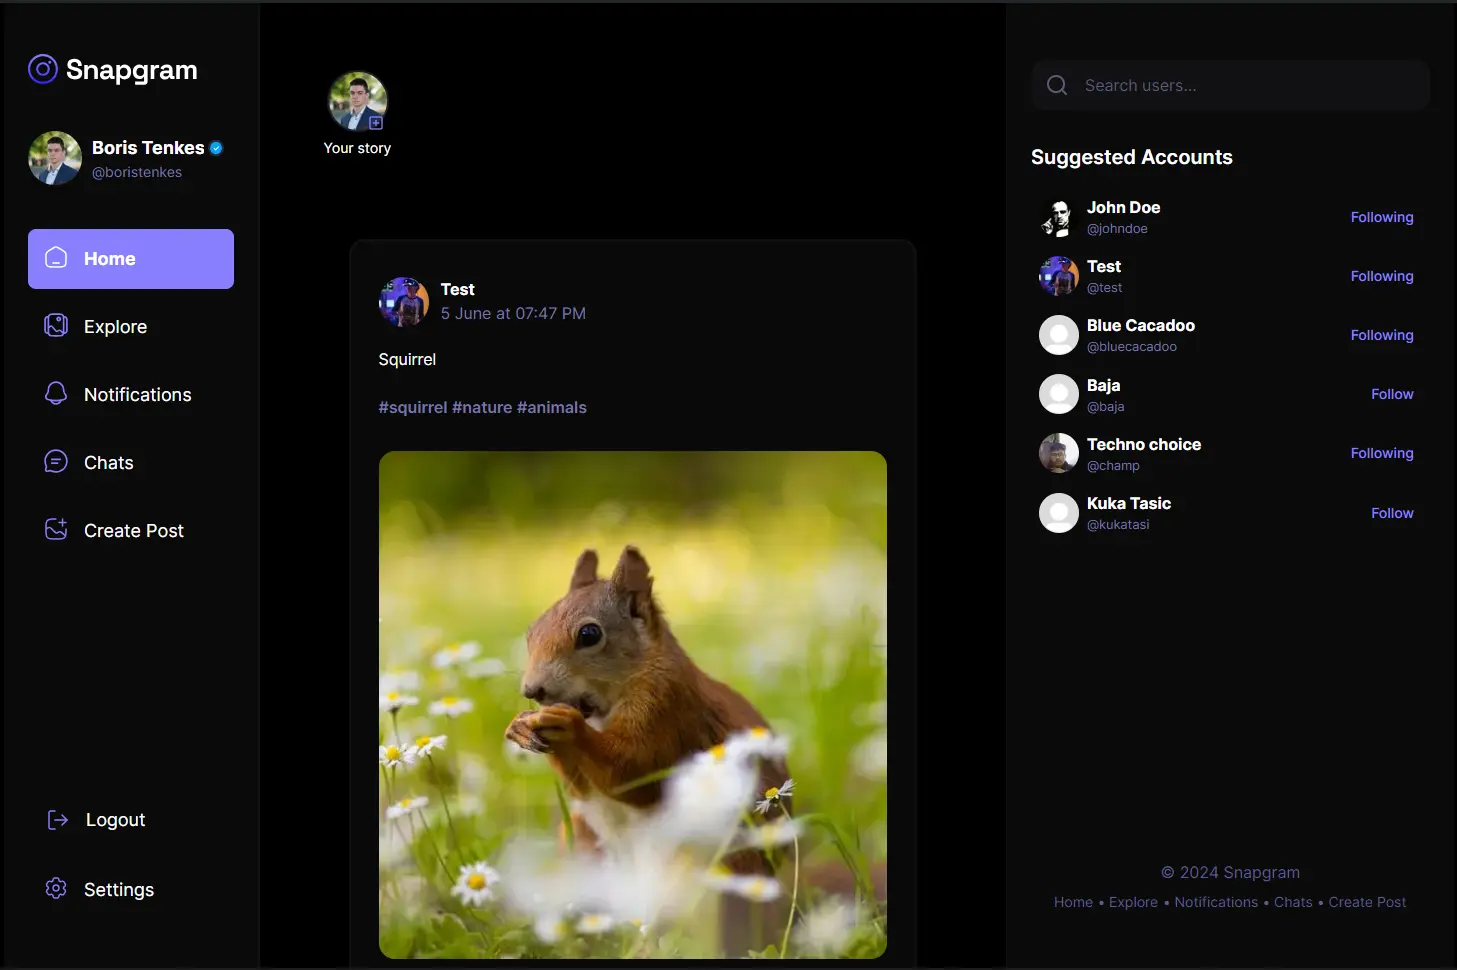 Snapgram
Boris Tenkes
@boristenkes
Home
Explore
Notifications
Chats
Create Post
Logout
Settings
Your story
Test
5 June at 07:47 PM
Squirrel
#squirrel #nature #animals
Search users...
Suggested Accounts
John Doe
@johndoe
Following
Test
@test
Following
Blue Cacadoo
@bluecacadoo
Following
Baja
@baja
Follow
Techno choice
@champ
Following
Kuka Tasic
@kukatasi
Follow
© 2024 Snapgram
Home • Explore • Notifications • Chats • Create Post